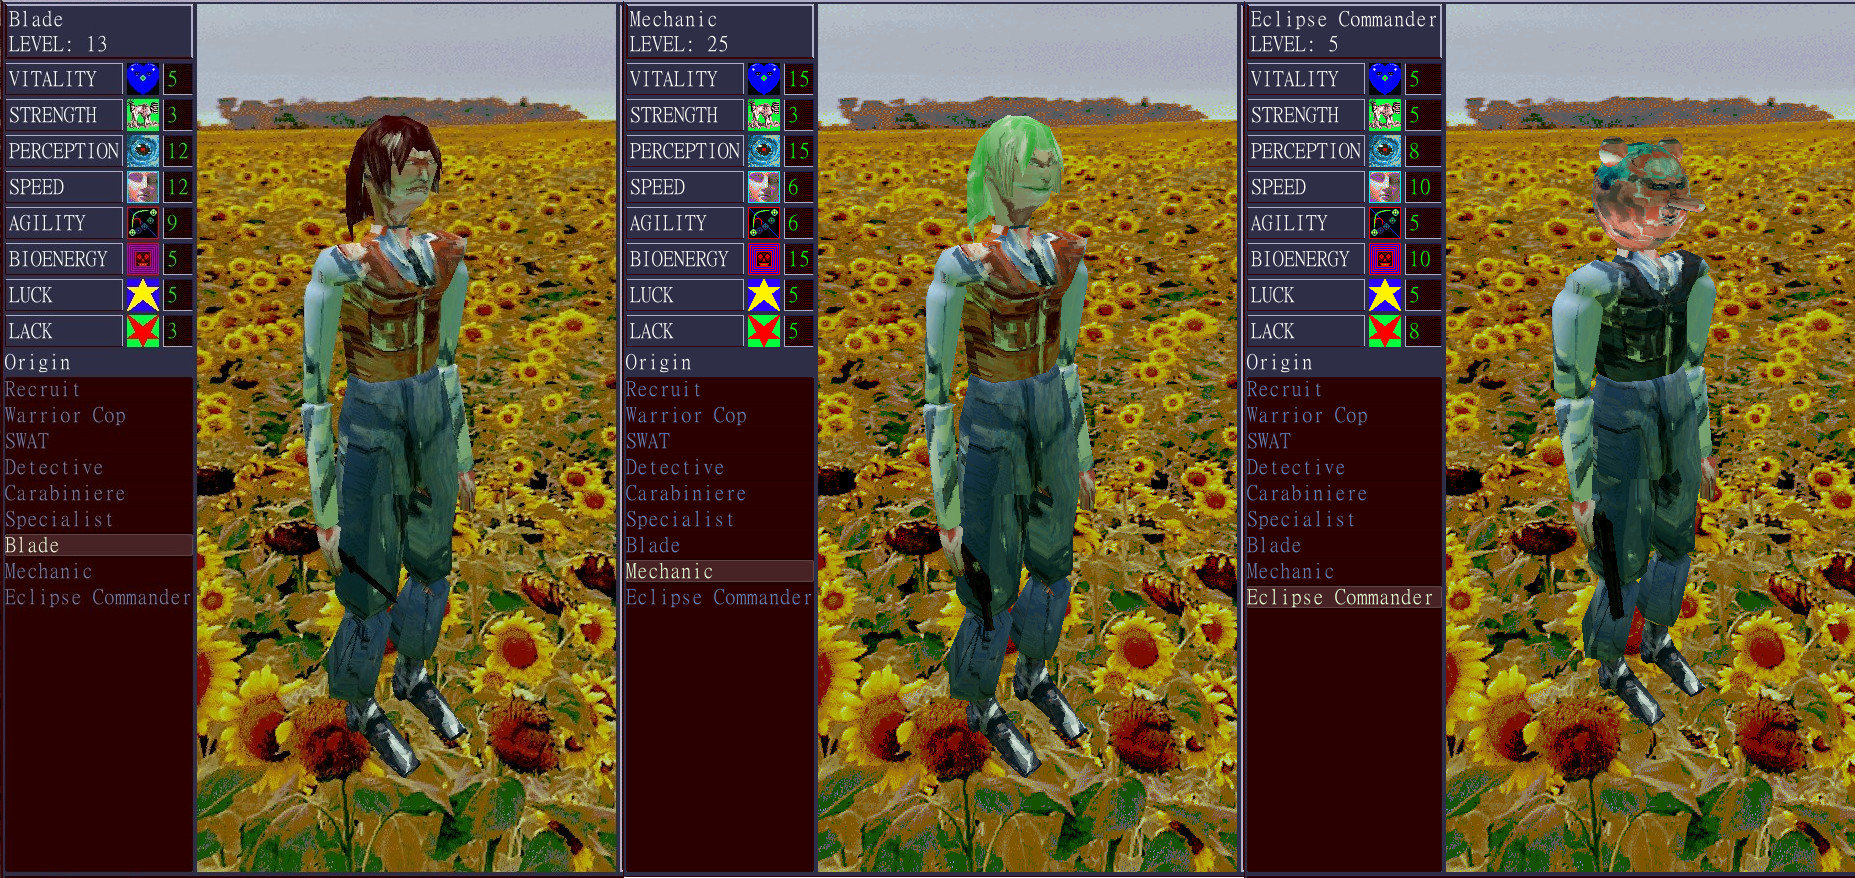 Blade
LEVEL: 13
VITALITY 5
STRENGTH 3
PERCEPTION 12
SPEED 12
AGILITY 9
BIOENERGY 5
LUCK 5
LACK 3
Origin
Recruit
Warrior Cop
SWAT
Detective
Carabiniere
Specialist
Blade
Mechanic
Eclipse Commander
Mechanic
LEVEL: 25
VITALITY 15
STRENGTH 3
PERCEPTION 15
SPEED 6
AGILITY 6
BIOENERGY 15
LUCK 5
LACK 5
Origin
Recruit
Warrior Cop
SWAT
Detective
Carabiniere
Specialist
Blade
Mechanic
Eclipse Commander
Eclipse Commander
LEVEL: 5
VITALITY 5
STRENGTH 5
PERCEPTION 8
SPEED 10
AGILITY 5
BIOENERGY 10
LUCK 5
LACK 8
Origin
Recruit
Warrior Cop
SWAT
Detective
Carabiniere
Specialist
Blade
Mechanic
Eclipse Commander